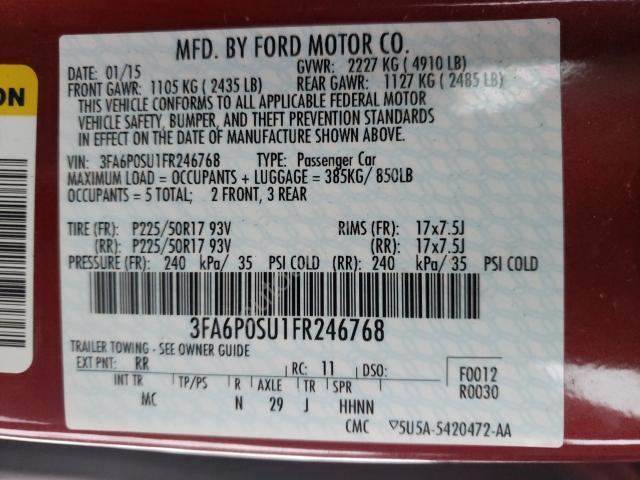 MFD. BY FORD MOTOR CO.
DATE: 01/15 GVWR: 2227 KG ( 4910 LB)
FRONT GAWR: 1105 KG ( 2435 LB) REAR GAWR: 1127 KG ( 2485 LB)
THIS VEHICLE CONFORMS TO ALL APPLICABLE FEDERAL MOTOR
VEHICLE SAFETY, BUMPER, AND THEFT PREVENTION STANDARDS
IN EFFECT ON THE DATE OF MANUFACTURE SHOWN ABOVE.
VIN: 3FA6P0SU1FR246768 TYPE: Passenger Car
MAXIMUM LOAD = OCCUPANTS + LUGGAGE = 385KG/ 850LB
OCCUPANTS = 5 TOTAL; 2 FRONT, 3 REAR
TIRE (FR): P225/50R17 93V RIMS (FR): 17x7.5J
(RR): P225/50R17 93V (RR): 17x7.5J
PRESSURE (FR): 240 kPa/ 35 PSI COLD (RR): 240 kPa/ 35 PSI COLD
3FA6P0SU1FR246768
TRAILER TOWING - SEE OWNER GUIDE
EXT PNT: RR RC: 11 DSO: F0012
R0030
INT TR TP/PS R AXLE TR SPR
MC N 29 J HHNN
CMC ▽5U5A-5420472-AA
ON